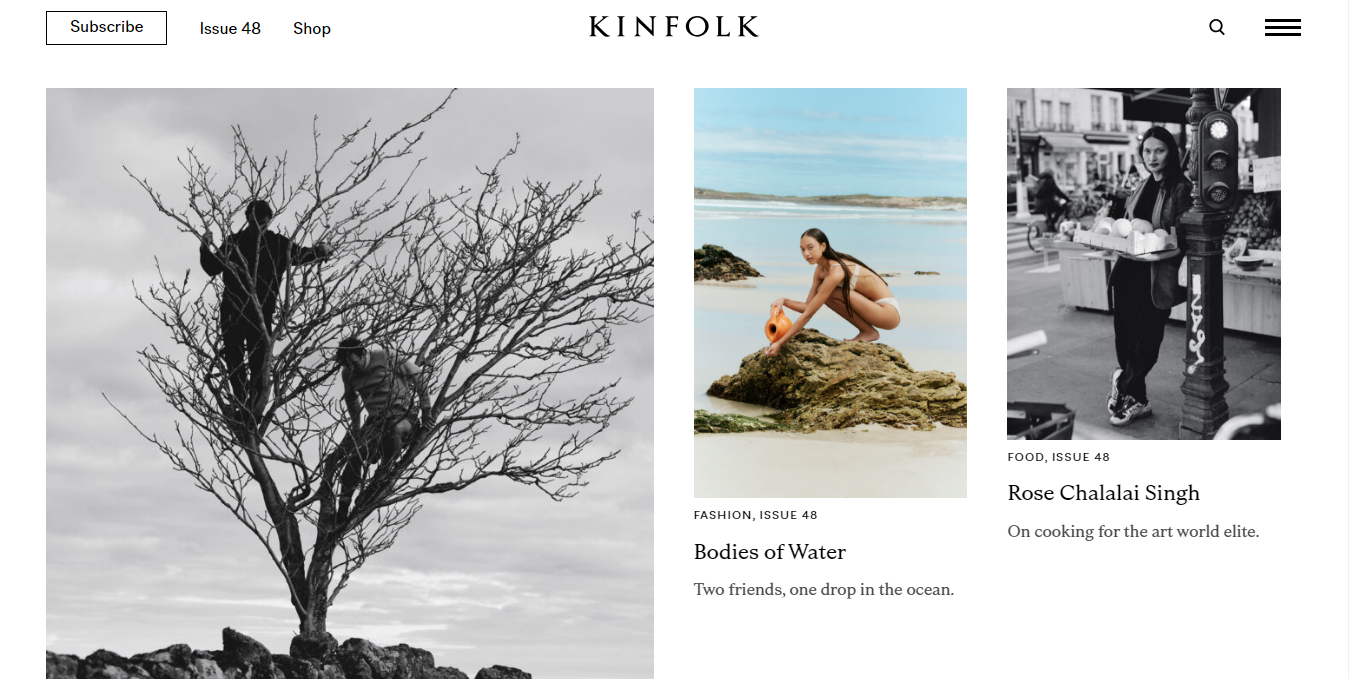 Subscribe
Issue 48
Shop
KINFOLK
FASHION, ISSUE 48
Bodies of Water
Two friends, one drop in the ocean.
FOOD, ISSUE 48
Rose Chalalai Singh
On cooking for the art world elite.